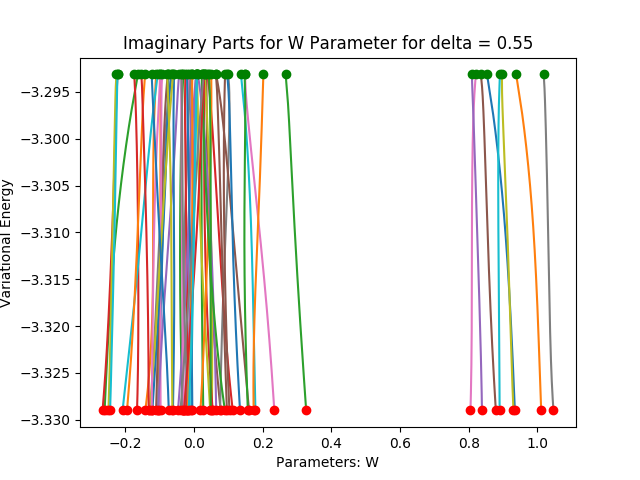 Imaginary Parts for W Parameter for delta = 0.55
−3.295
−3.300
−3.305
−3.310
−3.315
−3.320
−3.325
−3.330
Variational Energy
−0.2 0.0 0.2 0.4 0.6 0.8 1.0
Parameters: W